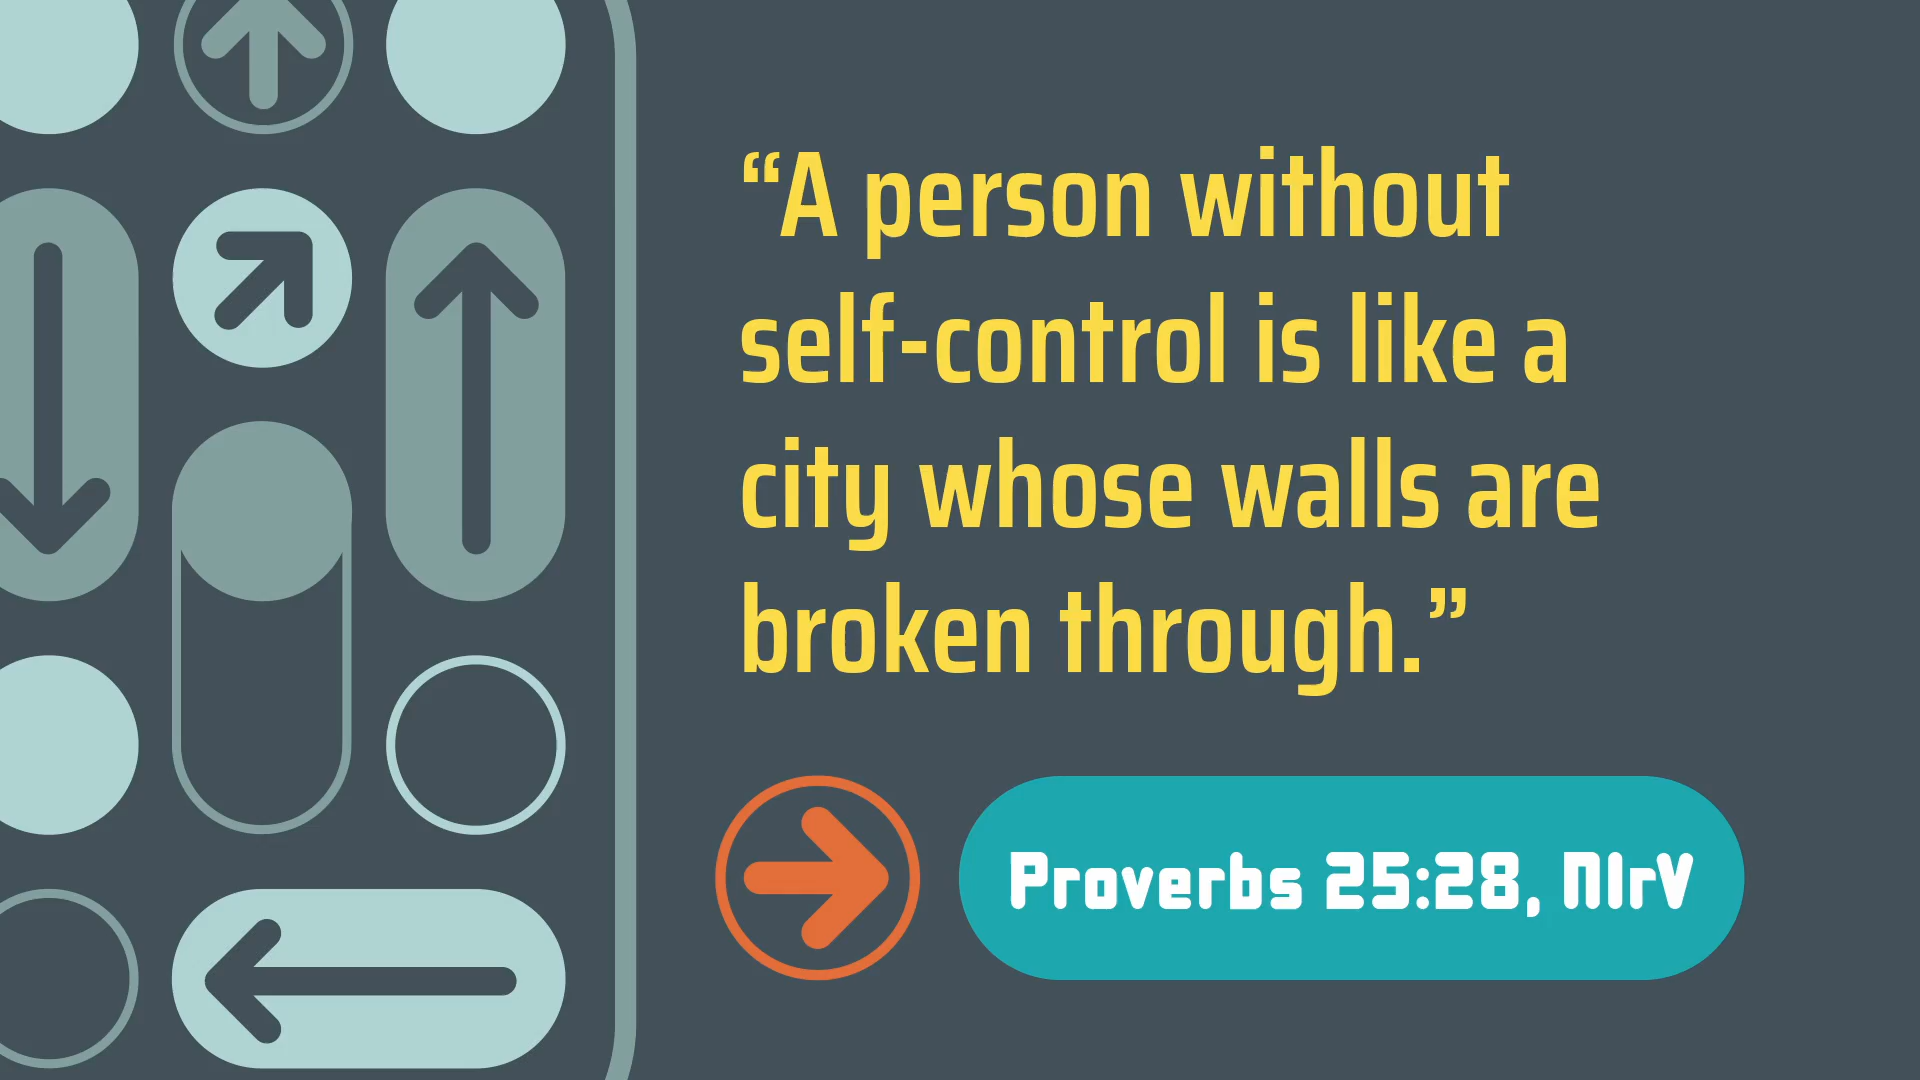 “A person without
self-control is like a
city whose walls are
broken through.”
Proverbs 25:28, NIrV